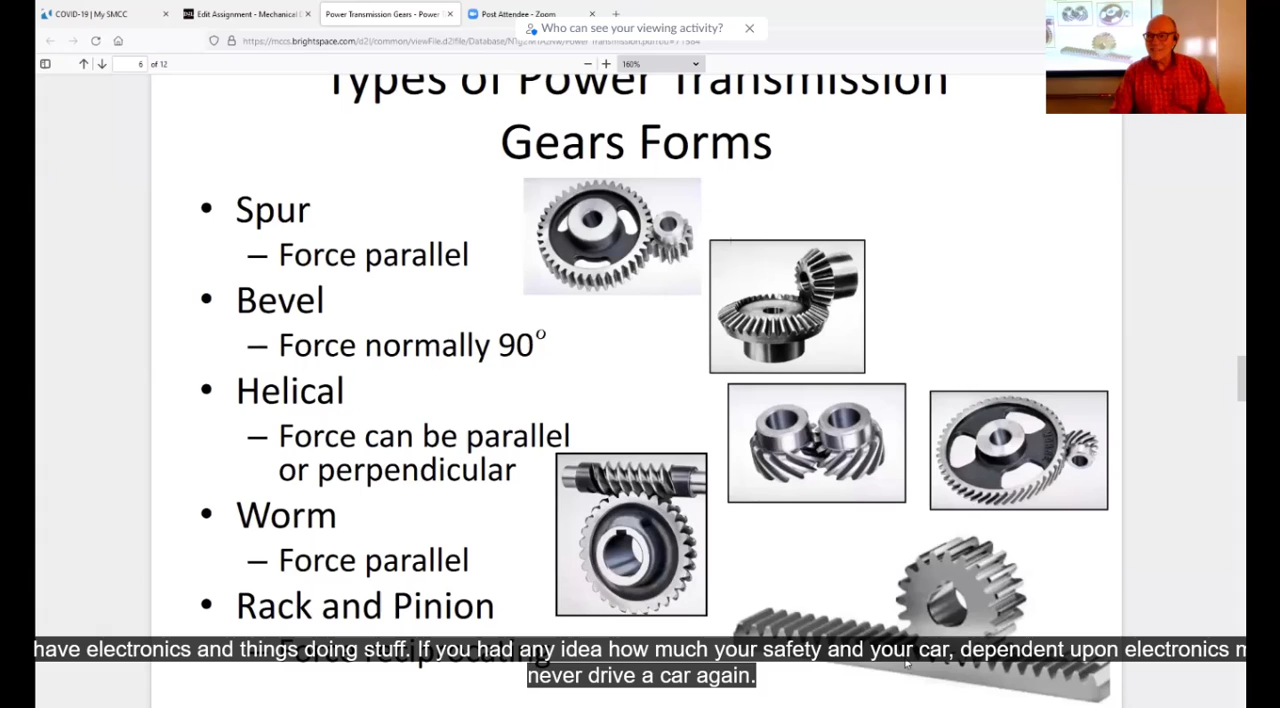 COVID-19 | My SMCC
Edit Assignment - Mechanical
Power Transmission Gears - Power
Post Attendee - Zoom
Who can see your viewing activity?
6 of 12
160%
Types of Power Transmission
Gears Forms
• Spur
– Force parallel
• Bevel
– Force normally 90°
• Helical
– Force can be parallel
or perpendicular
• Worm
– Force parallel
• Rack and Pinion
– Force reciprocating
have electronics and things doing stuff. If you had any idea how much your safety and your car, dependent upon electronics m
never drive a car again.